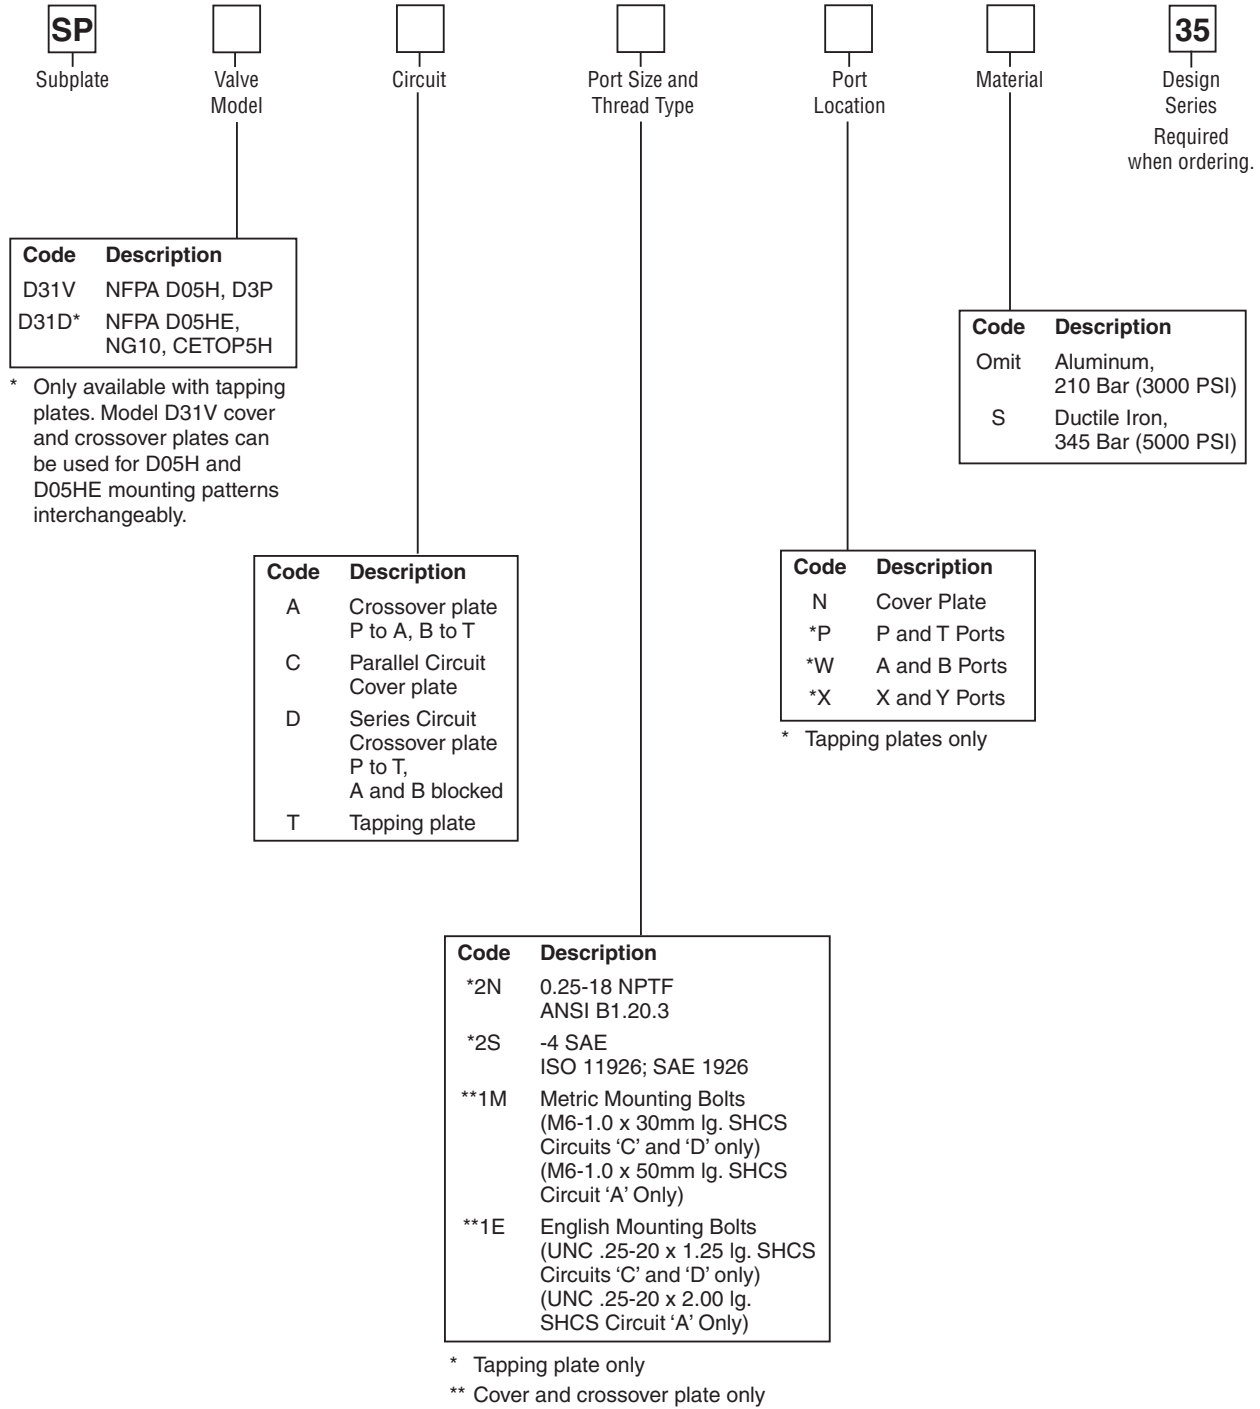 SP
35
Subplate
Valve
Model
Circuit
Port Size and
Thread Type
Port
Location
Material
Design
Series
Required
when ordering.
Code Description
D31V NFPA D05H, D3P
D31D* NFPA D05HE,
NG10, CETOP5H
* Only available with tapping
plates. Model D31V cover
and crossover plates can
be used for D05H and
D05HE mounting patterns
interchangeably.
Code Description
Omit Aluminum,
210 Bar (3000 PSI)
S Ductile Iron,
345 Bar (5000 PSI)
Code Description
A Crossover plate
P to A, B to T
C Parallel Circuit
Cover plate
D Series Circuit
Crossover plate
P to T,
A and B blocked
T Tapping plate
Code Description
N Cover Plate
*P P and T Ports
*W A and B Ports
*X X and Y Ports
* Tapping plates only
Code Description
*2N 0.25-18 NPTF
ANSI B1.20.3
*2S -4 SAE
ISO 11926; SAE 1926
**1M Metric Mounting Bolts
(M6-1.0 x 30mm lg. SHCS
Circuits ‘C’ and ‘D’ only)
(M6-1.0 x 50mm lg. SHCS
Circuit ‘A’ Only)
**1E English Mounting Bolts
(UNC .25-20 x 1.25 lg. SHCS
Circuits ‘C’ and ‘D’ only)
(UNC .25-20 x 2.00 lg.
SHCS Circuit ‘A’ Only)
* Tapping plate only
** Cover and crossover plate only